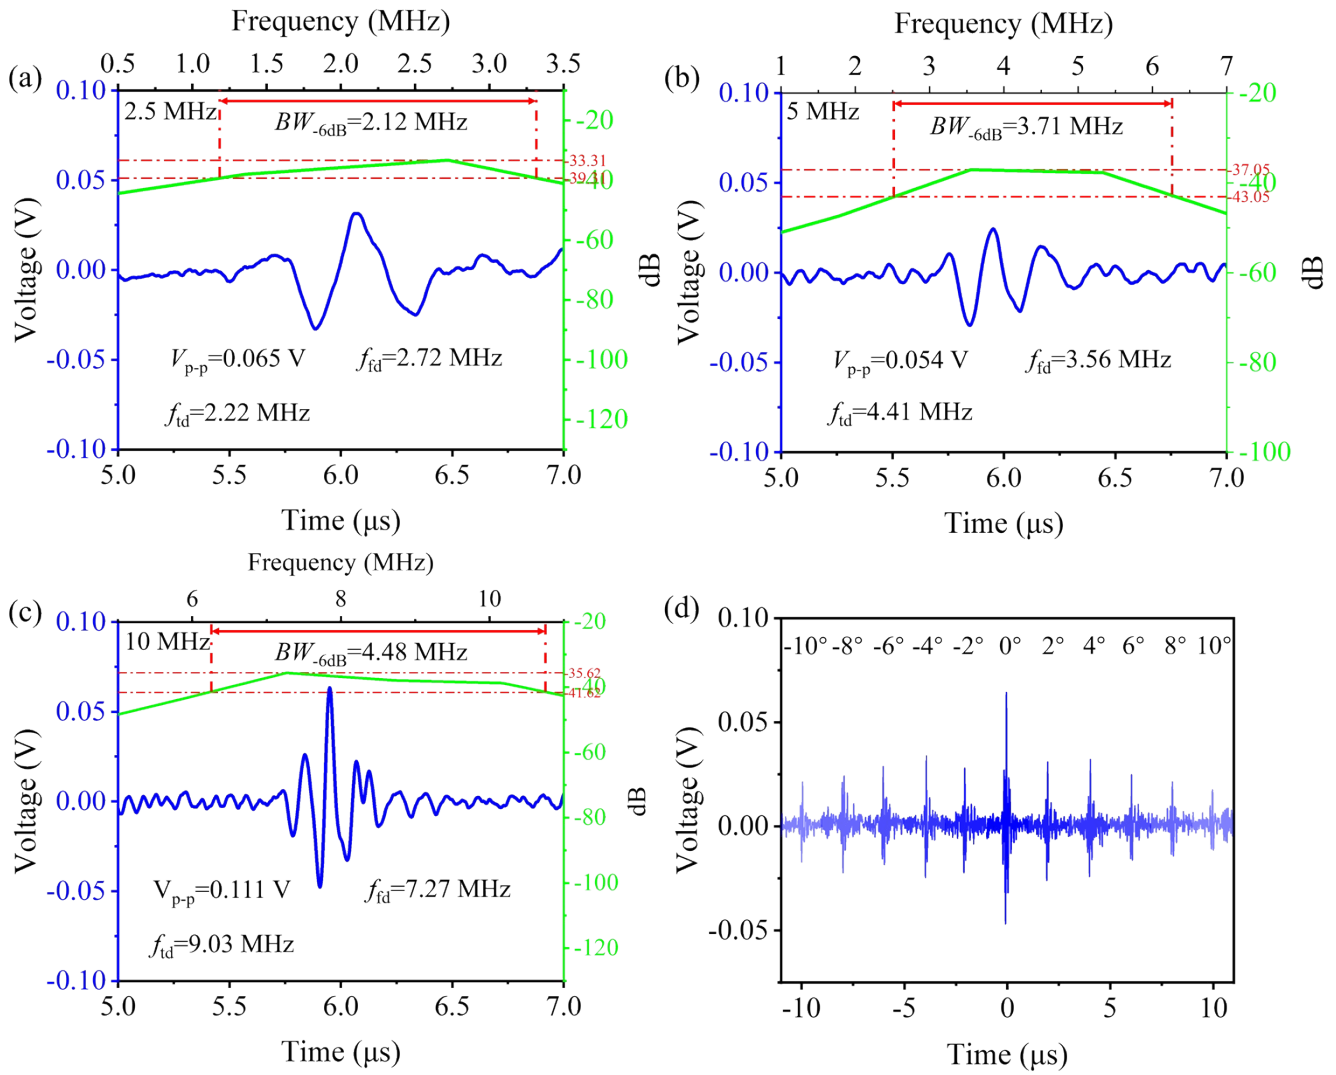 Frequency (MHz)
(a)
0.5 1.0 1.5 2.0 2.5 3.0 3.5
0.10
0.05
0.00
-0.05
-0.10
Voltage (V)
2.5 MHz
BW-6dB=2.12 MHz
-33.31
-39.31
-20
-40
-60
-80
-100
-120
dB
Vp-p=0.065 V ffd=2.72 MHz
ftd=2.22 MHz
5.0 5.5 6.0 6.5 7.0
Time (μs)
Frequency (MHz)
(b)
1 2 3 4 5 6 7
0.10
0.05
0.00
-0.05
-0.10
Voltage (V)
5 MHz
BW-6dB=3.71 MHz
-37.05
-43.05
-20
-40
-60
-80
-100
dB
Vp-p=0.054 V ffd=3.56 MHz
ftd=4.41 MHz
5.0 5.5 6.0 6.5 7.0
Time (μs)
Frequency (MHz)
(c)
6 8 10
0.10
0.05
0.00
-0.05
-0.10
Voltage (V)
10 MHz
BW-6dB=4.48 MHz
-35.62
-41.62
-20
-40
-60
-80
-100
-120
dB
Vp-p=0.111 V ffd=7.27 MHz
ftd=9.03 MHz
5.0 5.5 6.0 6.5 7.0
Time (μs)
(d)
0.10
0.05
0.00
-0.05
Voltage (V)
-10° -8° -6° -4° -2° 0° 2° 4° 6° 8° 10°
-10 -5 0 5 10
Time (μs)